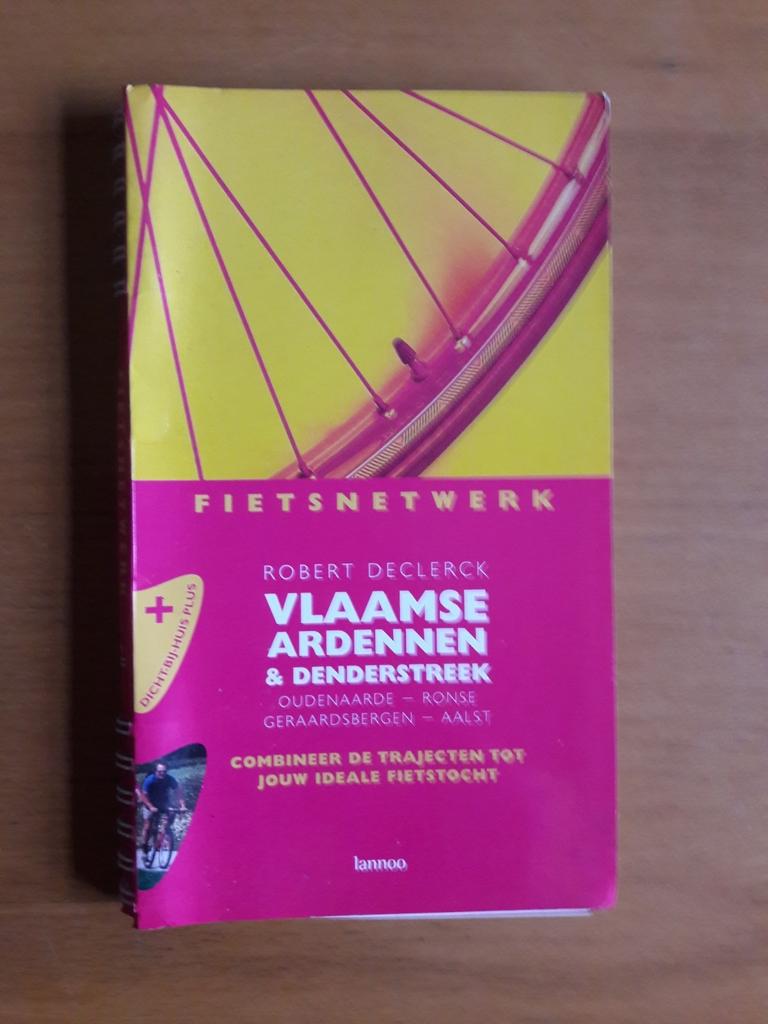 FIETSNETWERK
ROBERT DECLERCK
VLAAMSE
ARDENNEN
& DENDERSTREEK
OUDENAARDE – RONSE
GERAARDSBERGEN – AALST
COMBINEER DE TRAJECTEN TOT
JOUW IDEALE FIETSTOCHT
+
DICHT-BIJ-HUIS PLUS
lannoo